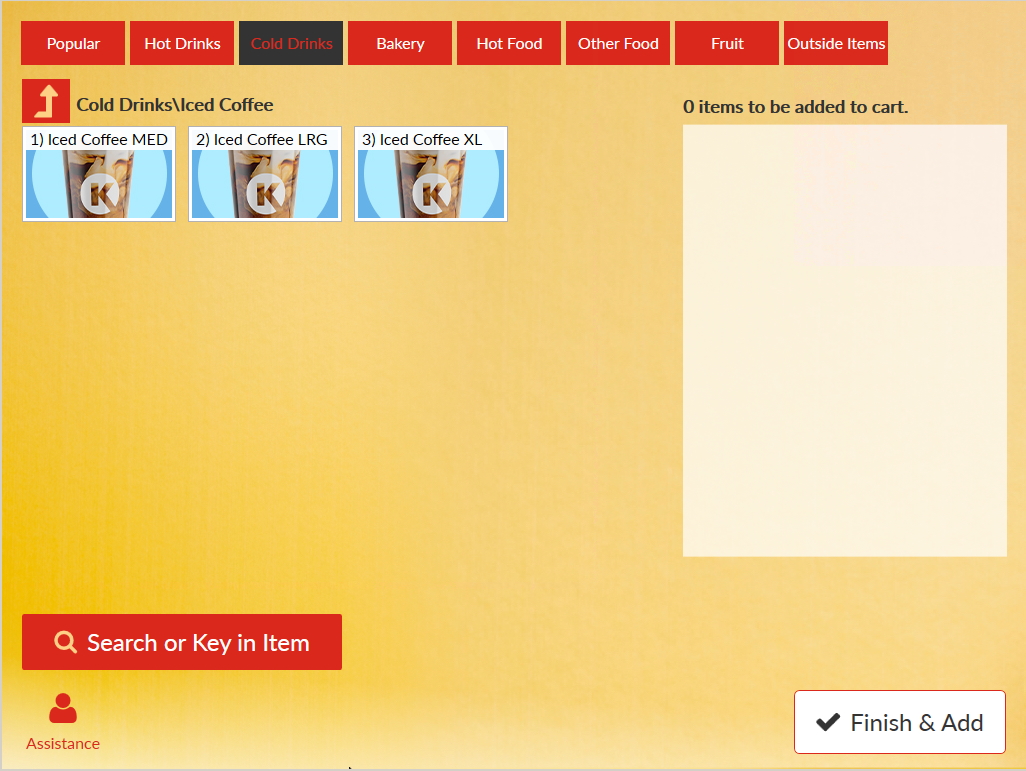 Popular
Hot Drinks
Cold Drinks
Bakery
Hot Food
Other Food
Fruit
Outside Items
Cold Drinks\Iced Coffee
0 items to be added to cart.
1) Iced Coffee MED
2) Iced Coffee LRG
3) Iced Coffee XL
K
K
K
Search or Key in Item
Assistance
Finish & Add